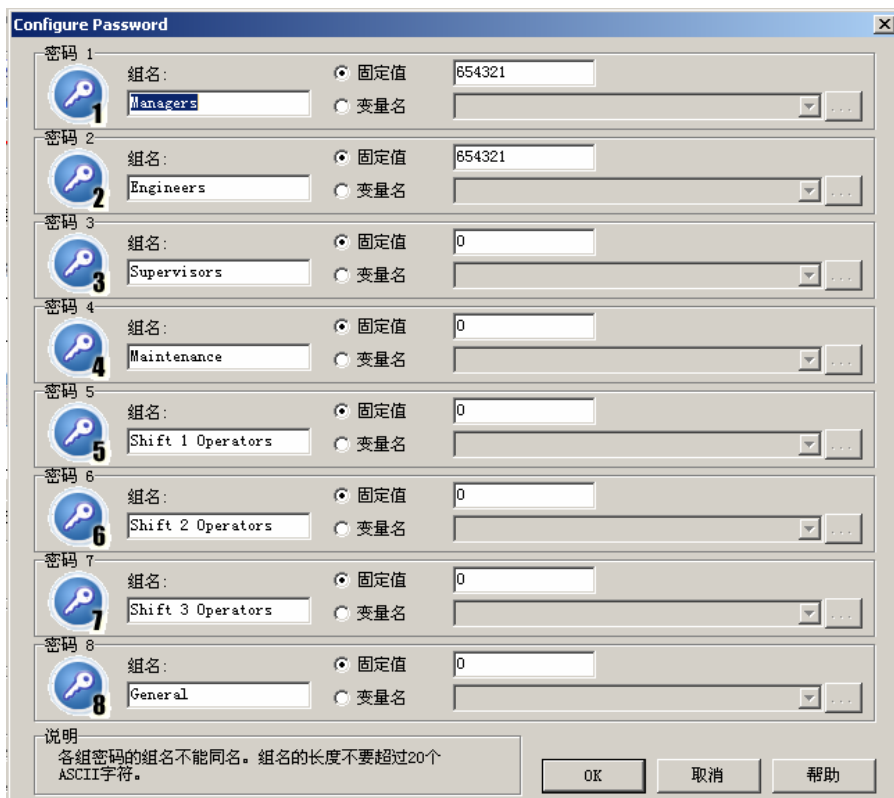 Configure Password
密码 1
组名:
固定值 654321
1 Managers
变量名 ...
密码 2
组名:
固定值 654321
2 Engineers
变量名 ...
密码 3
组名:
固定值 0
3 Supervisors
变量名 ...
密码 4
组名:
固定值 0
4 Maintenance
变量名 ...
密码 5
组名:
固定值 0
5 Shift 1 Operators
变量名 ...
密码 6
组名:
固定值 0
6 Shift 2 Operators
变量名 ...
密码 7
组名:
固定值 0
7 Shift 3 Operators
变量名 ...
密码 8
组名:
固定值 0
8 General
变量名 ...
说明
各组密码的组名不能同名。组名的长度不要超过20个
ASCII字符。
OK 取消 帮助